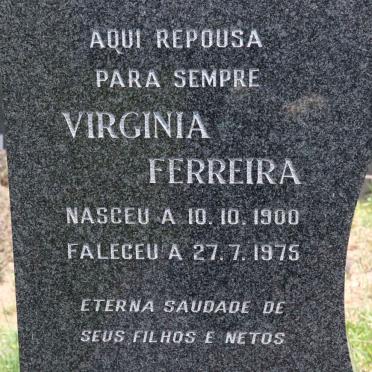 AQUI REPOUSA
PARA SEMPRE
VIRGINIA
FERREIRA
NASCEU A 10.10.1900
FALECEU A 27.7.1975
ETERNA SAUDADE DE
SEUS FILHOS E NETOS